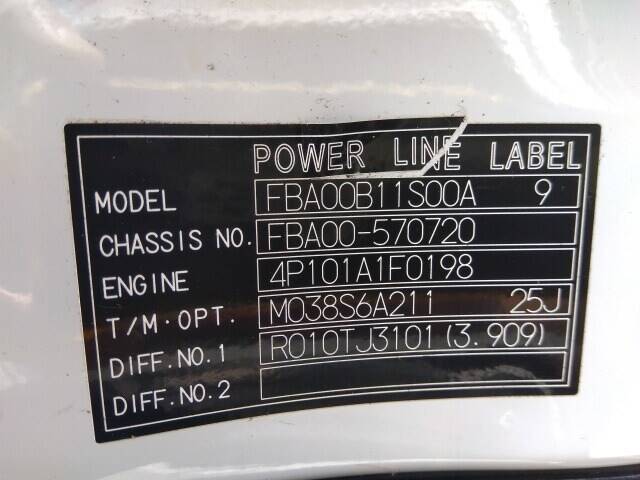 POWER LINE LABEL
MODEL FBA00B11S00A 9
CHASSIS NO. FBA00-570720
ENGINE 4P101A1F0198
T/M·OPT. M038S6A211 25J
DIFF.NO.1 R010TJ3101(3.909)
DIFF.NO.2